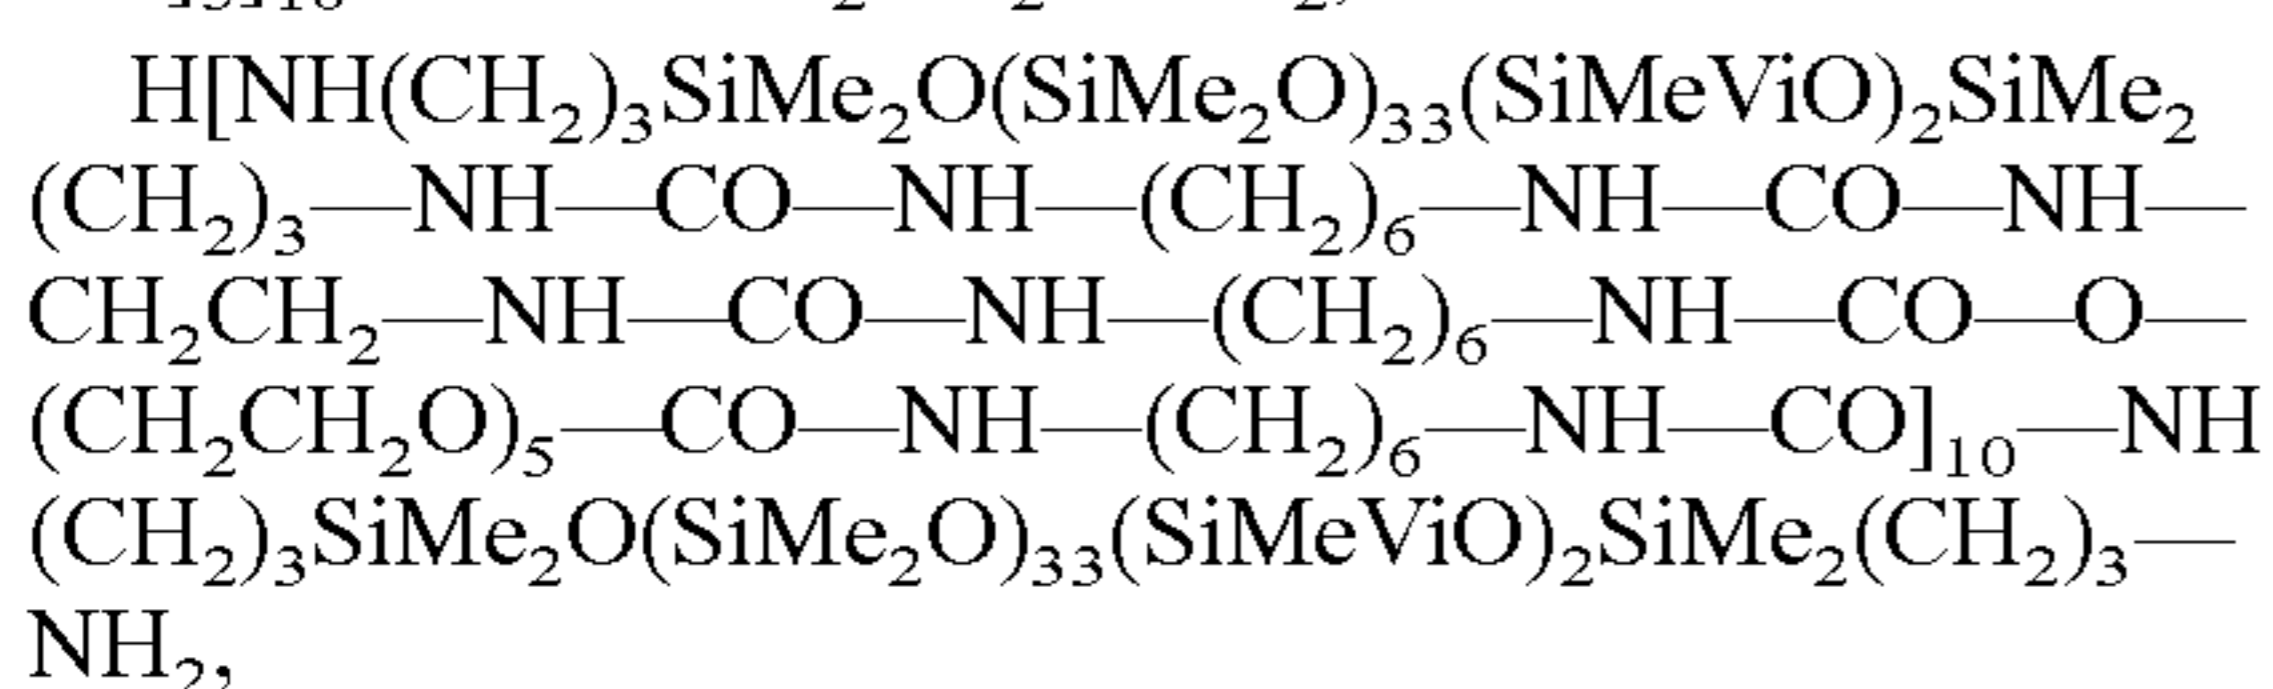 H[NH(CH₂)₃SiMe₂O(SiMe₂O)₃₃(SiMeViO)₂SiMe₂
(CH₂)₃—NH—CO—NH—(CH₂)₆—NH—CO—NH—
CH₂CH₂—NH—CO—NH—(CH₂)₆—NH—CO—O—
(CH₂CH₂O)₅—CO—NH—(CH₂)₆—NH—CO]₁₀—NH
(CH₂)₃SiMe₂O(SiMe₂O)₃₃(SiMeViO)₂SiMe₂(CH₂)₃—
NH₂,